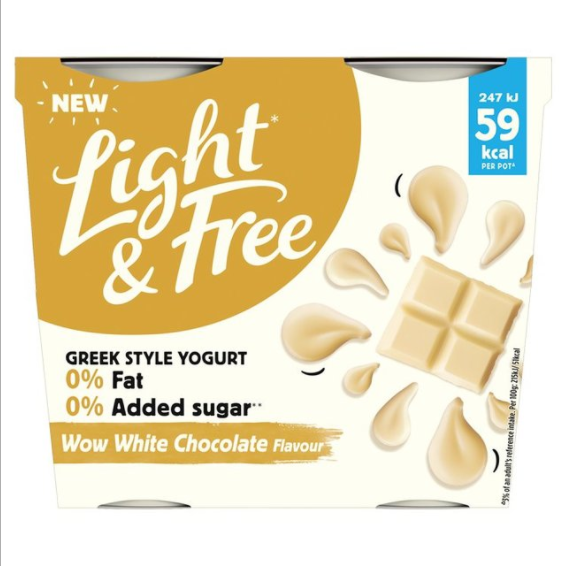 NEW
Light*
& Free
247 kJ
59
kcal
PER POT^
GREEK STYLE YOGURT
0% Fat
0% Added sugar**
Wow White Chocolate Flavour
of an adult's reference intake. Per 100g: 215kJ/51kcal